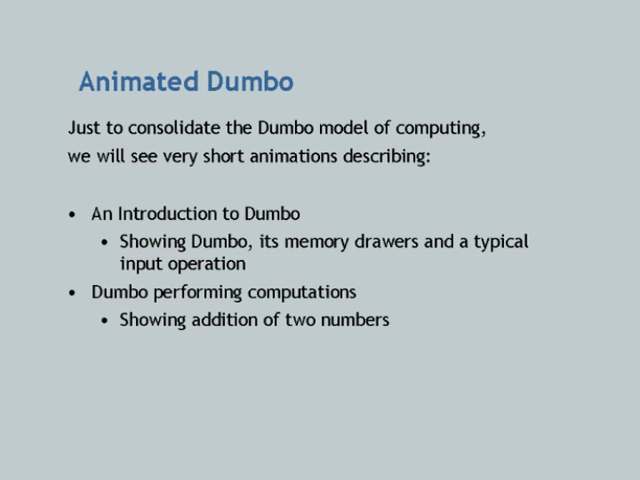 Animated Dumbo
Just to consolidate the Dumbo model of computing,
we will see very short animations describing:
• An Introduction to Dumbo
• Showing Dumbo, its memory drawers and a typical
input operation
• Dumbo performing computations
• Showing addition of two numbers